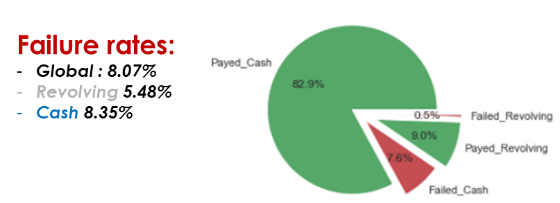 Failure rates:
- Global : 8.07%
- Revolving 5.48%
- Cash 8.35%
Payed_Cash
82.9%
0.5%
Failed_Revolving
9.0%
Payed_Revolving
7.6%
Failed_Cash